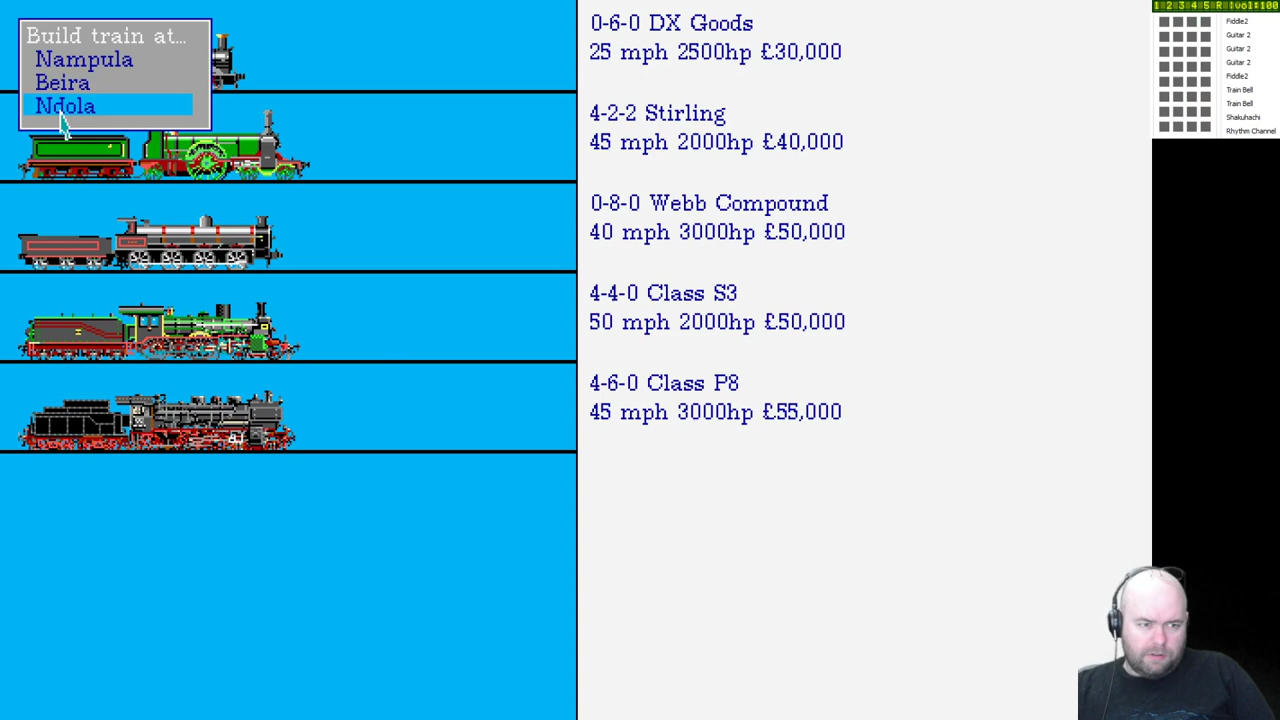 Build train at...
Nampula
Beira
Ndola
0-6-0 DX Goods
25 mph 2500hp £30,000
4-2-2 Stirling
45 mph 2000hp £40,000
0-8-0 Webb Compound
40 mph 3000hp £50,000
4-4-0 Class S3
50 mph 2000hp £50,000
4-6-0 Class P8
45 mph 3000hp £55,000
Fiddle2
Guitar 2
Guitar 2
Guitar 2
Fiddle2
Train Bell
Train Bell
Shakuhachi
Rhythm Channel